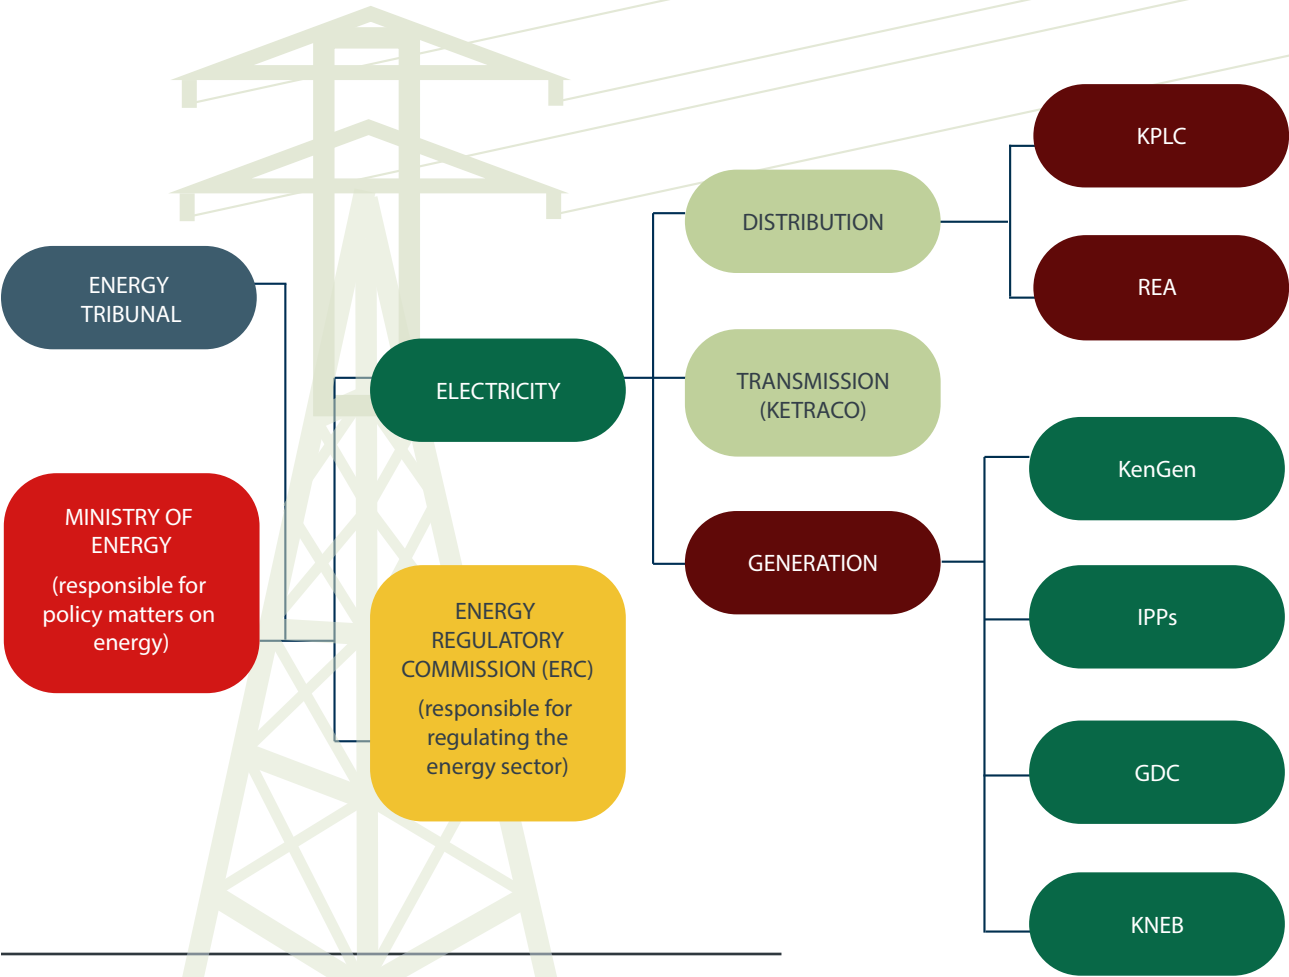 ENERGY
TRIBUNAL
MINISTRY OF
ENERGY
(responsible for
policy matters on
energy)
ELECTRICITY
ENERGY
REGULATORY
COMMISSION (ERC)
(responsible for
regulating the
energy sector)
DISTRIBUTION
TRANSMISSION
(KETRACO)
GENERATION
KPLC
REA
KenGen
IPPs
GDC
KNEB